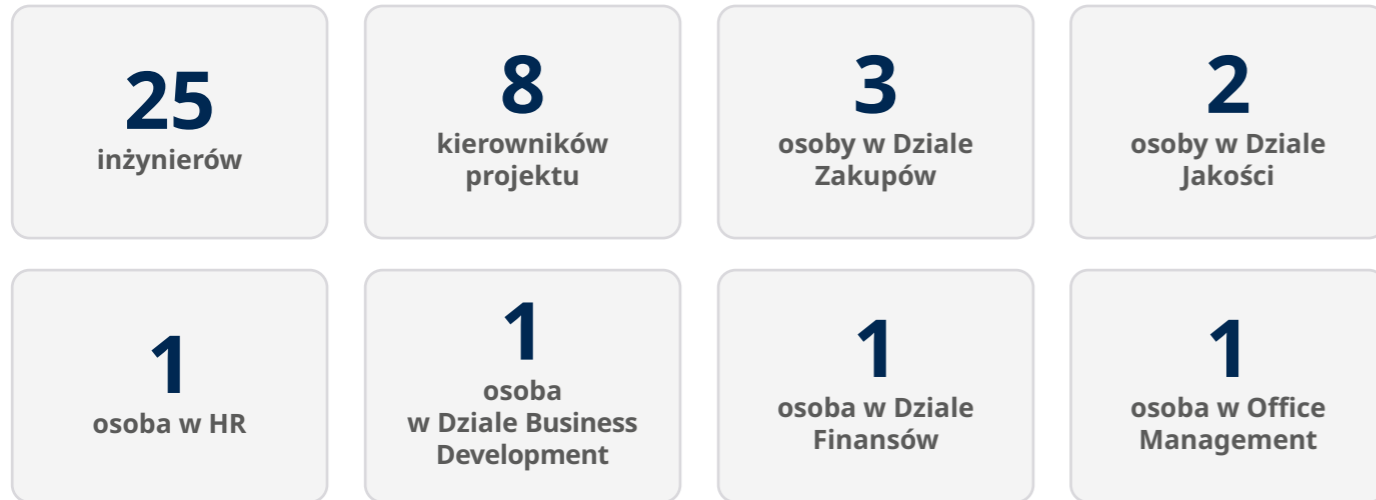 25
inżynierów
8
kierowników
projektu
3
osoby w Dziale
Zakupów
2
osoby w Dziale
Jakości
1
osoba w HR
1
osoba
w Dziale Business
Development
1
osoba w Dziale
Finansów
1
osoba w Office
Management